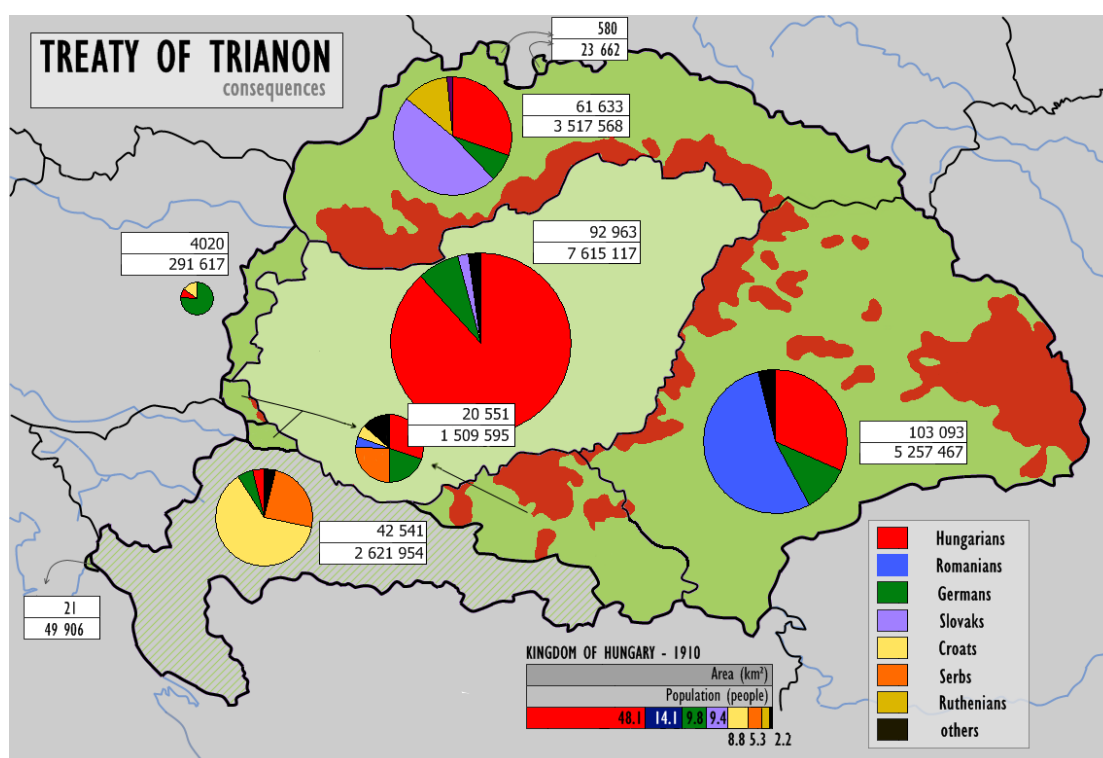 TREATY OF TRIANON
consequences
580
23 662
61 633
3 517 568
92 963
7 615 117
4020
291 617
20 551
1 509 595
103 093
5 257 467
42 541
2 621 954
21
49 906
Hungarians
Romanians
Germans
Slovaks
Croats
Serbs
Ruthenians
others
KINGDOM OF HUNGARY - 1910
Area (km²)
Population (people)
48.1 14.1 9.8 9.4
8.8 5.3 2.2